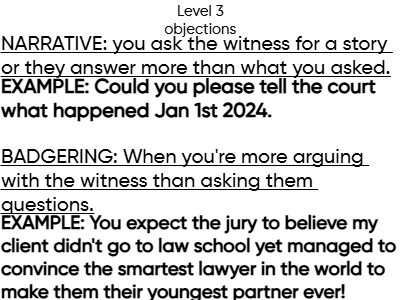 Level 3
objections
NARRATIVE: you ask the witness for a story
or they answer more than what you asked.
EXAMPLE: Could you please tell the court
what happened Jan 1st 2024.
BADGERING: When you're more arguing
with the witness than asking them
questions.
EXAMPLE: You expect the jury to believe my
client didn't go to law school yet managed to
convince the smartest lawyer in the world to
make them their youngest partner ever!